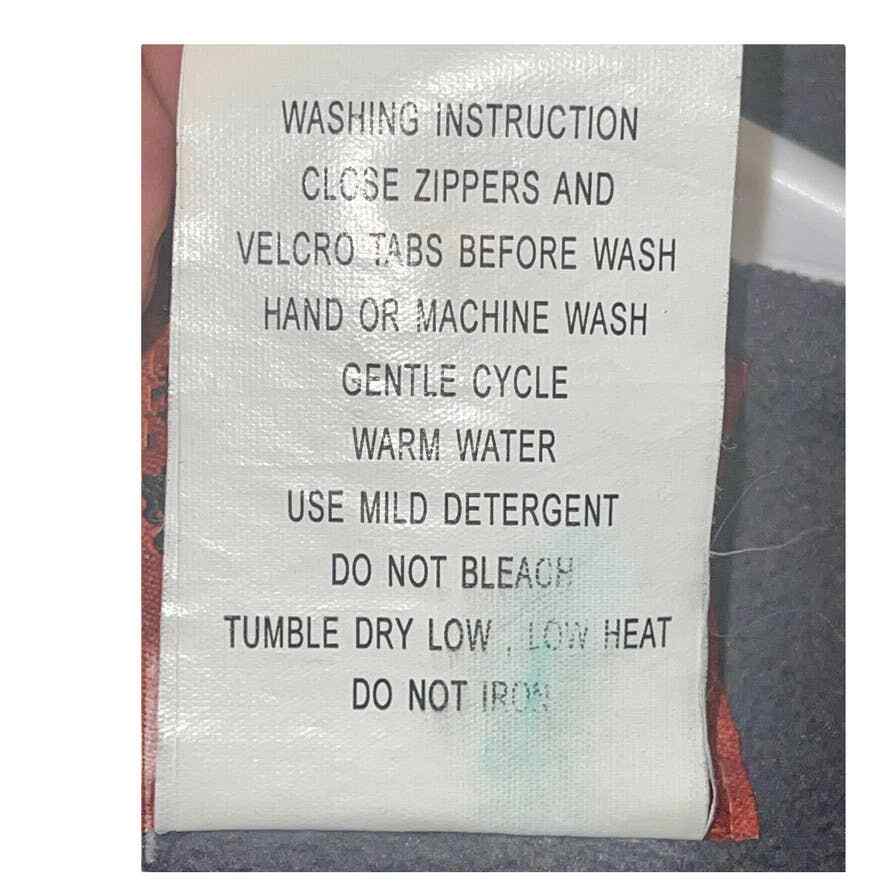 WASHING INSTRUCTION
CLOSE ZIPPERS AND
VELCRO TABS BEFORE WASH
HAND OR MACHINE WASH
GENTLE CYCLE
WARM WATER
USE MILD DETERGENT
DO NOT BLEACH
TUMBLE DRY LOW , LOW HEAT
DO NOT IRON